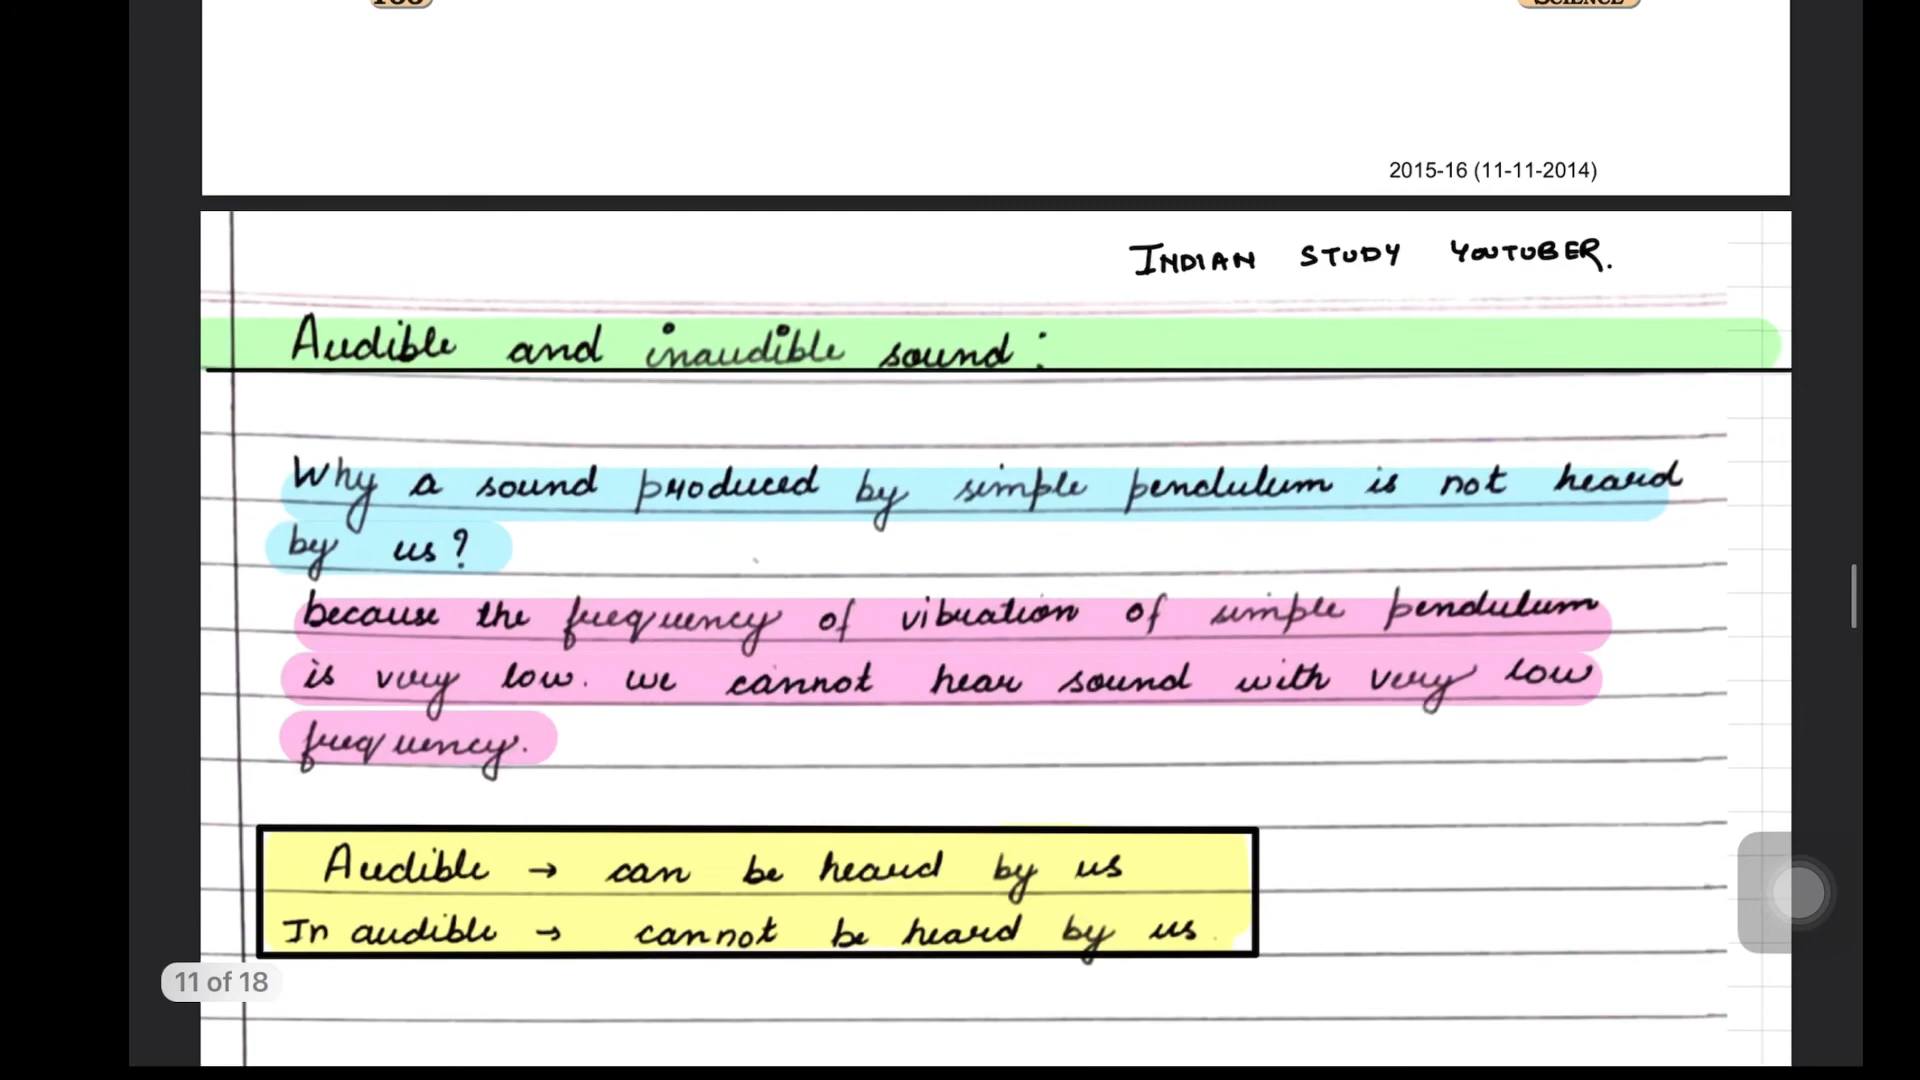 SCIENCE
2015-16 (11-11-2014)
INDIAN STUDY YOUTUBER.
Audible and inaudible sound :
Why a sound produced by simple pendulum is not heard
by us?
because the frequency of vibration of simple pendulum
is very low. we cannot hear sound with very low
frequency.
Audible → can be heard by us
In audible → cannot be heard by us.
11 of 18